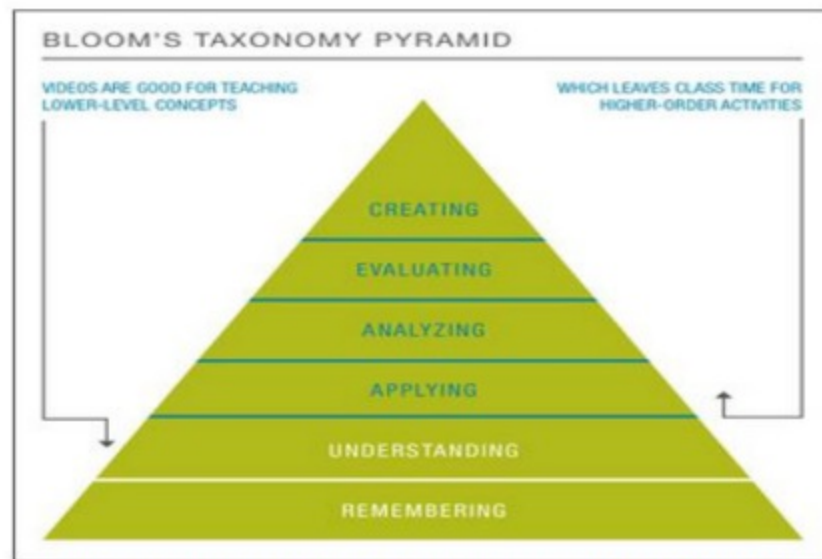 BLOOM'S TAXONOMY PYRAMID
VIDEOS ARE GOOD FOR TEACHING
LOWER-LEVEL CONCEPTS
WHICH LEAVES CLASS TIME FOR
HIGHER-ORDER ACTIVITIES
CREATING
EVALUATING
ANALYZING
APPLYING
UNDERSTANDING
REMEMBERING